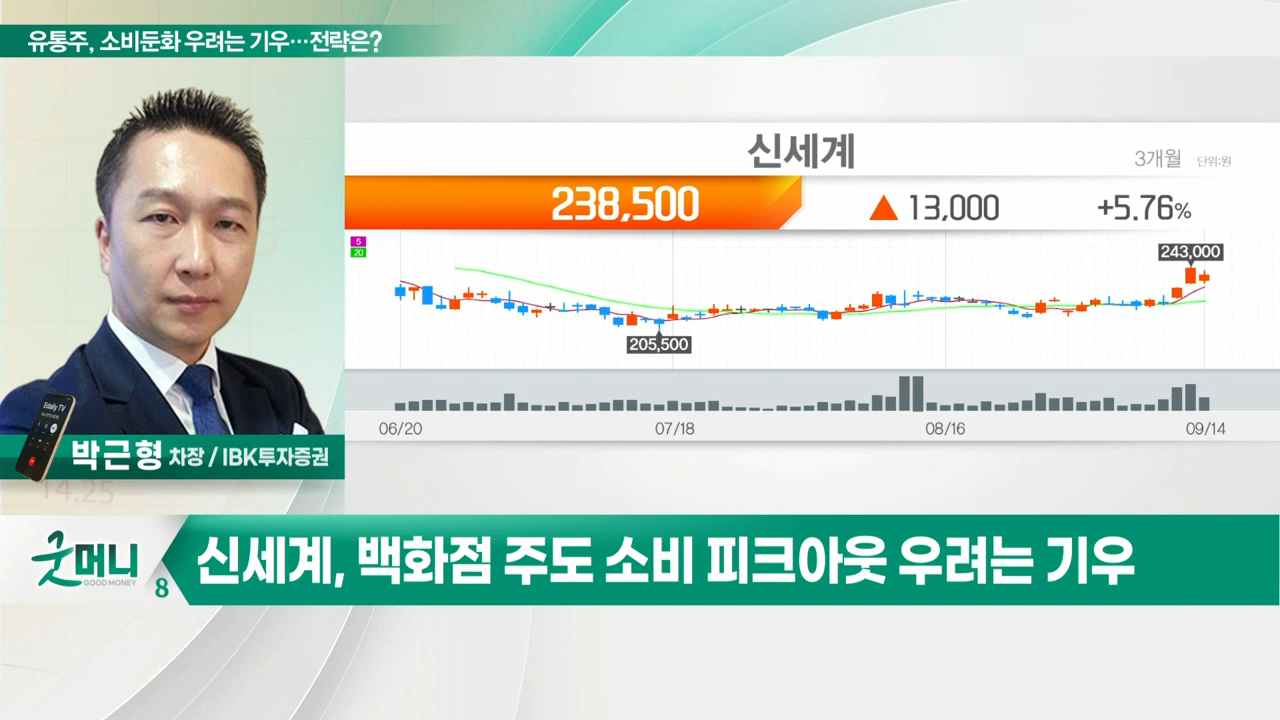 유통주, 소비둔화 우려는 기우…전략은?
신세계
3개월 단위:원
238,500 ▲ 13,000 +5.76%
5
20
243,000
205,500
06/20 07/18 08/16 09/14
Edaily TV
박근형 차장 / IBK투자증권
14.25
굿머니
GOOD MONEY
8
신세계, 백화점 주도 소비 피크아웃 우려는 기우